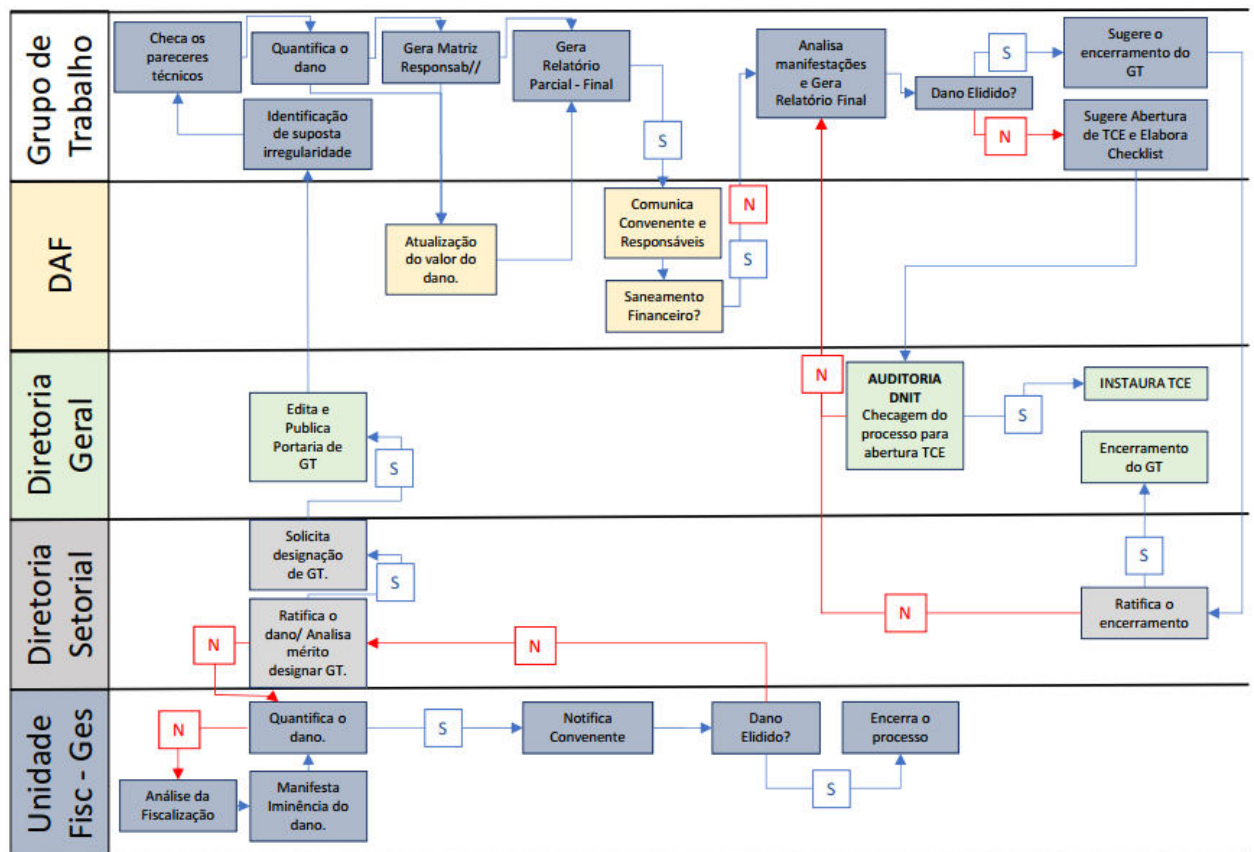 Grupo de
Trabalho
Checa os
pareceres
técnicos
Quantifica o
dano
Gera Matriz
Responsab//
Gera
Relatório
Parcial - Final
Identificação
de suposta
irregularidade
S
Analisa
manifestações
e Gera
Relatório Final
Dano Elidido?
S
N
Sugere o
encerramento do
GT
Sugere Abertura
de TCE e Elabora
Checklist
DAF
Atualização
do valor do
dano.
Comunica
Convenente e
Responsáveis
Saneamento
Financeiro?
N
S
Diretoria
Geral
Edita e
Publica
Portaria de
GT
S
N
AUDITORIA
DNIT
Checagem do
processo para
abertura TCE
S
INSTAURA TCE
Encerramento
do GT
Diretoria
Setorial
Solicita
designação
de GT.
S
Ratifica o
dano/ Analisa
mérito
designar GT.
N
N
N
S
Ratifica o
encerramento
Unidade
Fisc - Ges
N
Quantifica o
dano.
S
Notifica
Convenente
Dano
Elidido?
S
Encerra o
processo
Análise da
Fiscalização
Manifesta
Iminência do
dano.